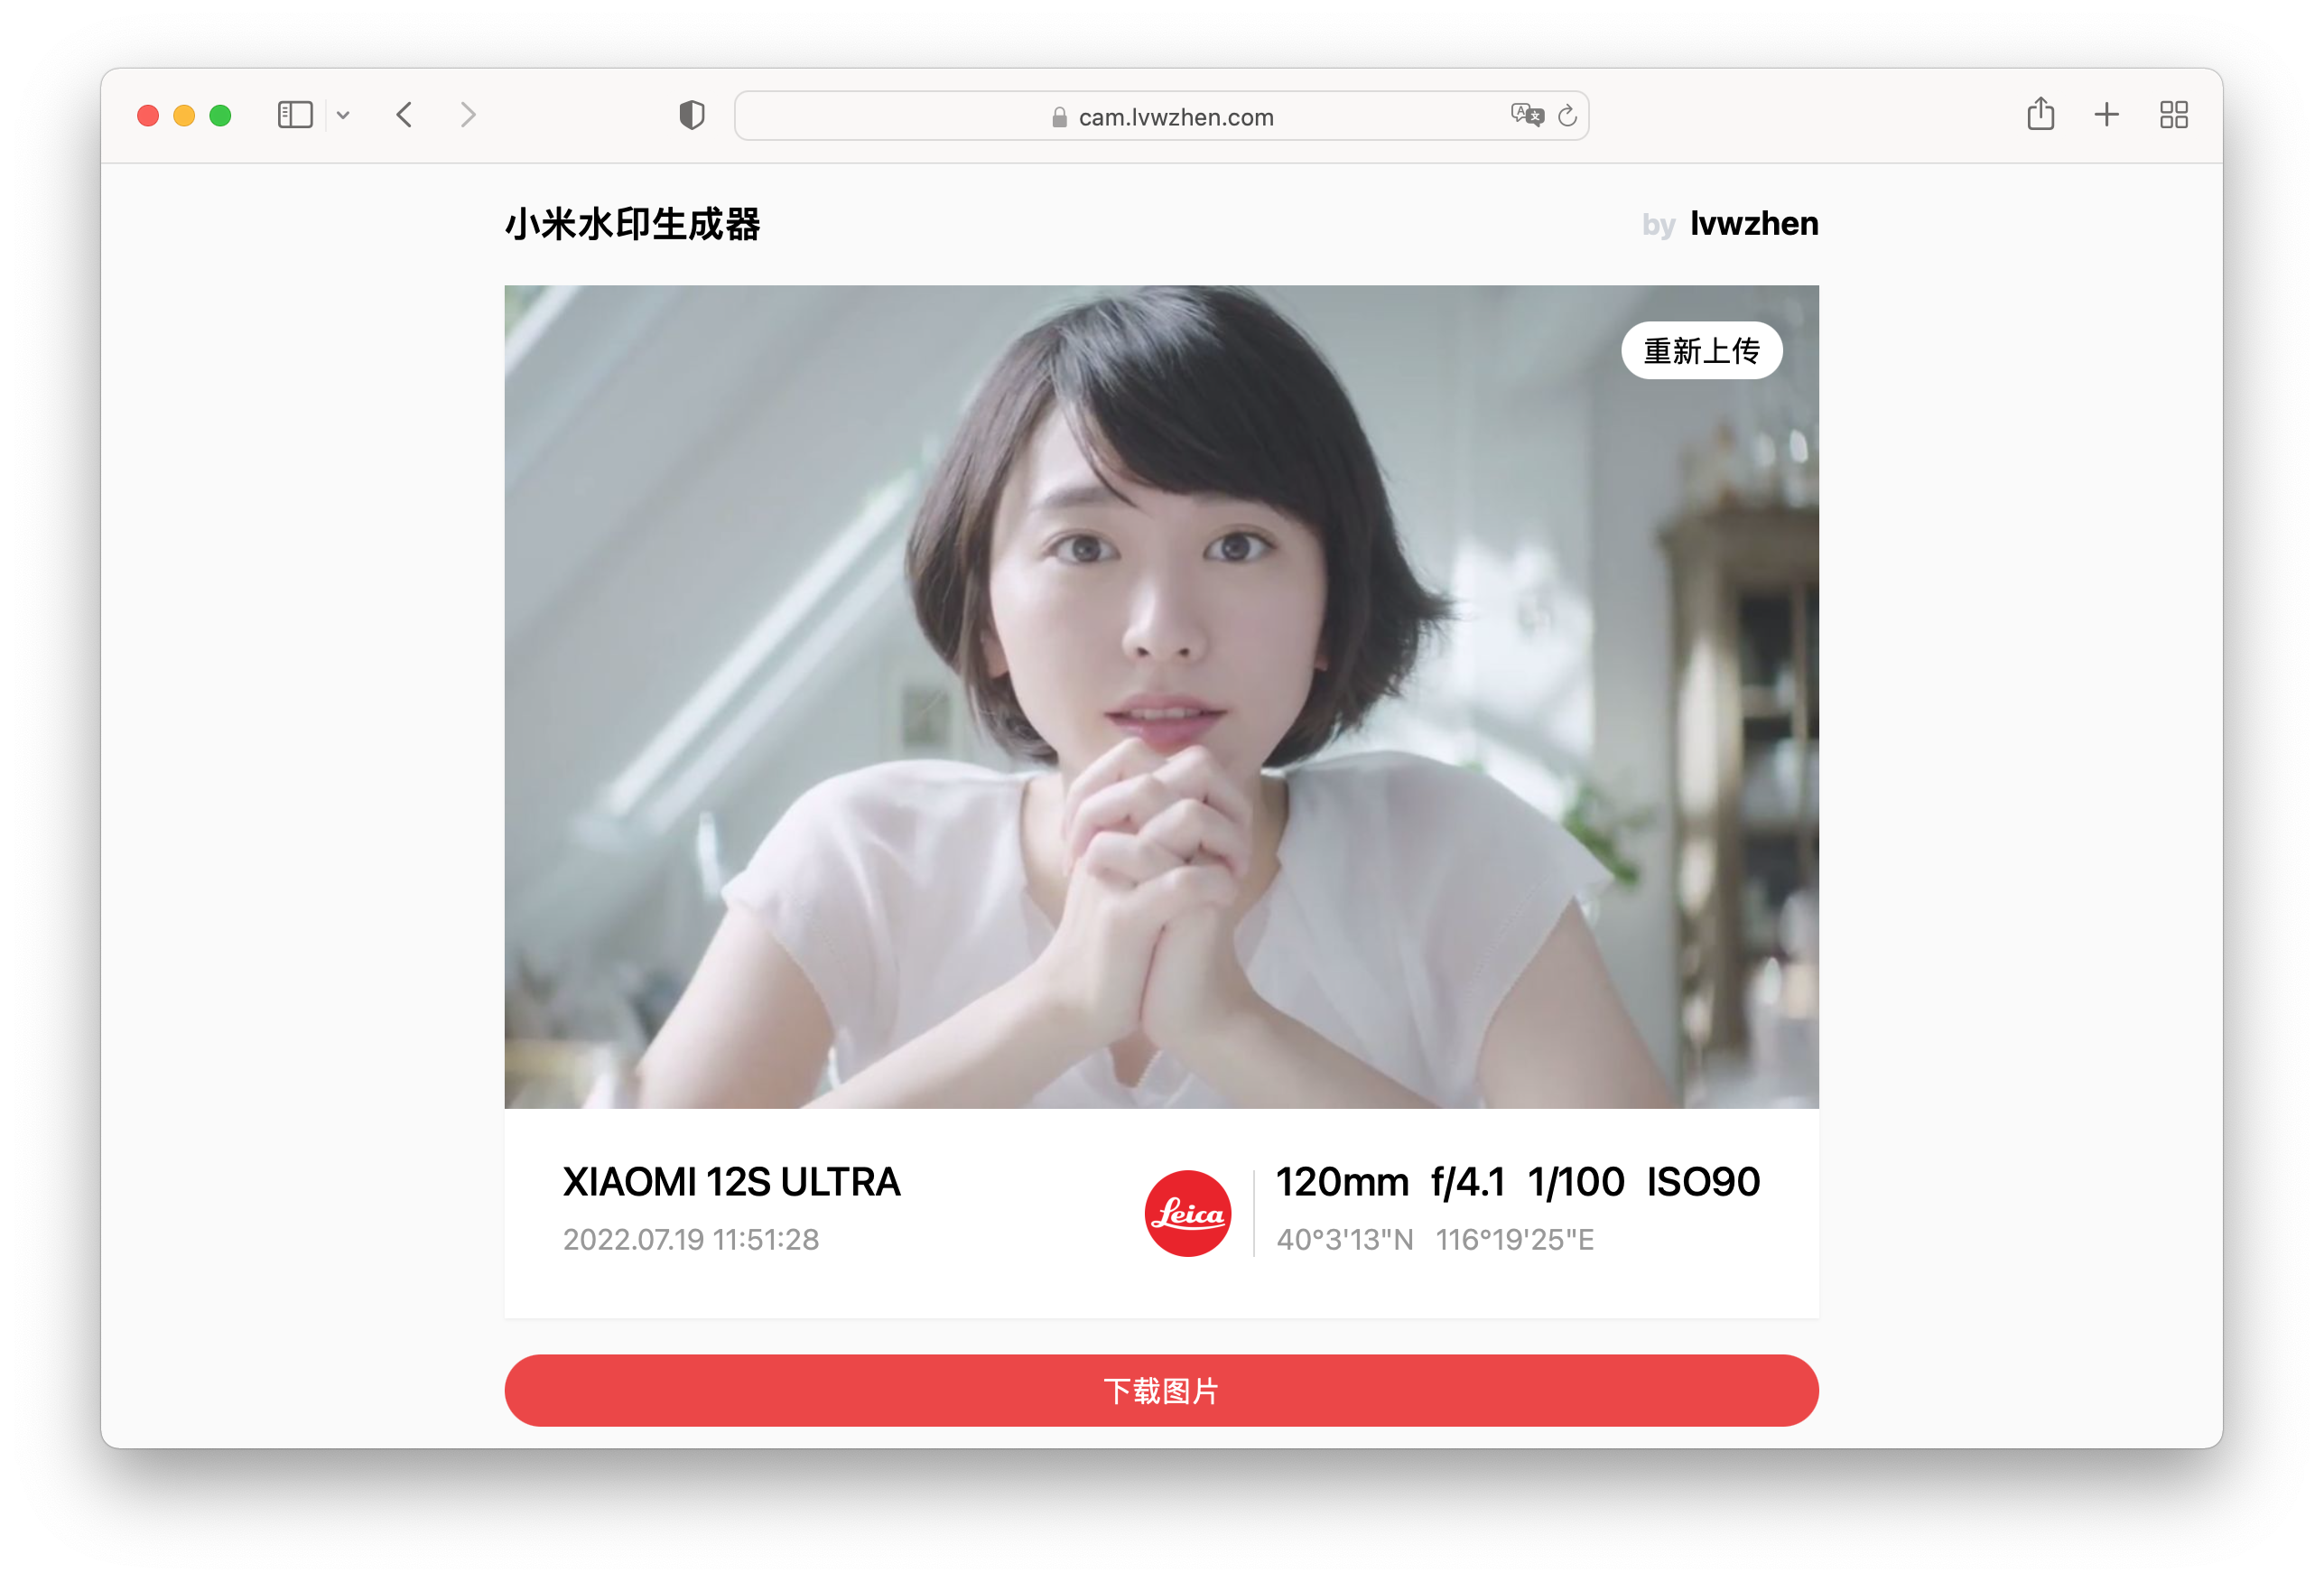 cam.lvwzhen.com
小米水印生成器
by lvwzhen
重新上传
XIAOMI 12S ULTRA
2022.07.19 11:51:28
Leica
120mm f/4.1 1/100 ISO90
40°3'13"N 116°19'25"E
下载图片